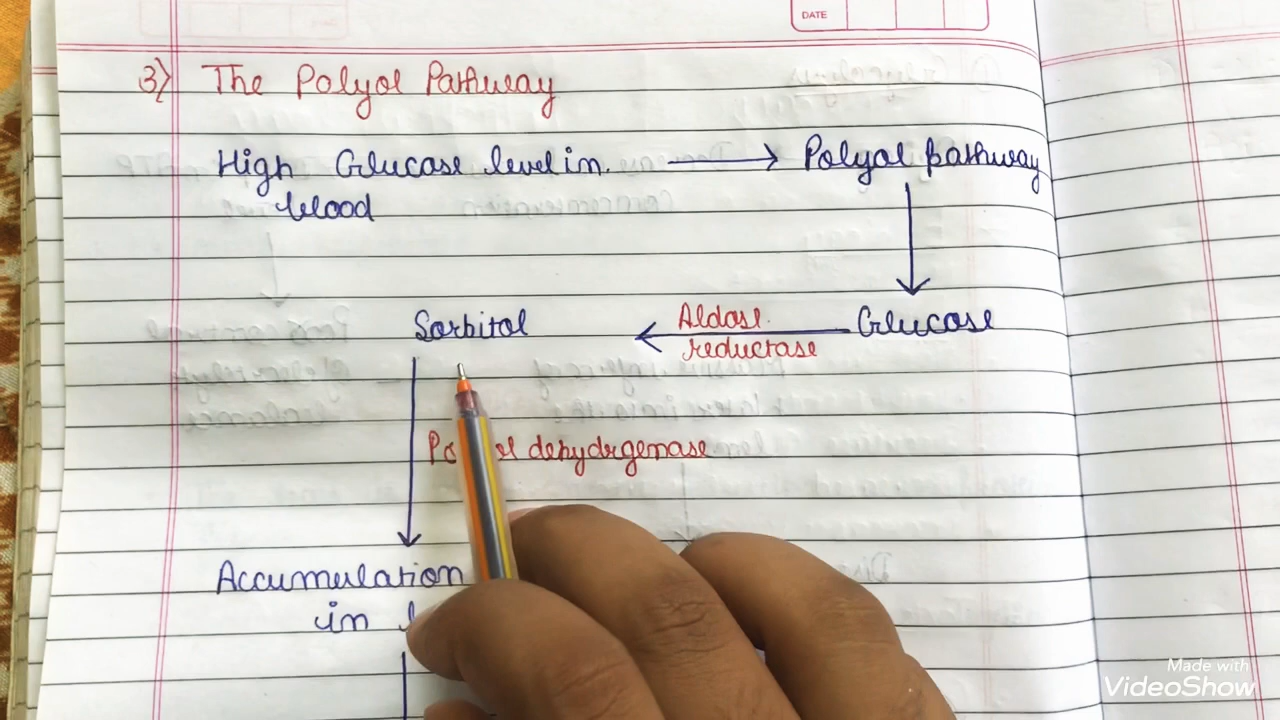 DATE
3} The Polyol Pathway
High Glucose level in. → Polyol pathway
blood
Sorbitol ← Aldose. Glucose
reductase
dehydrgenase
Accumulation
in
Made with
VideoShow